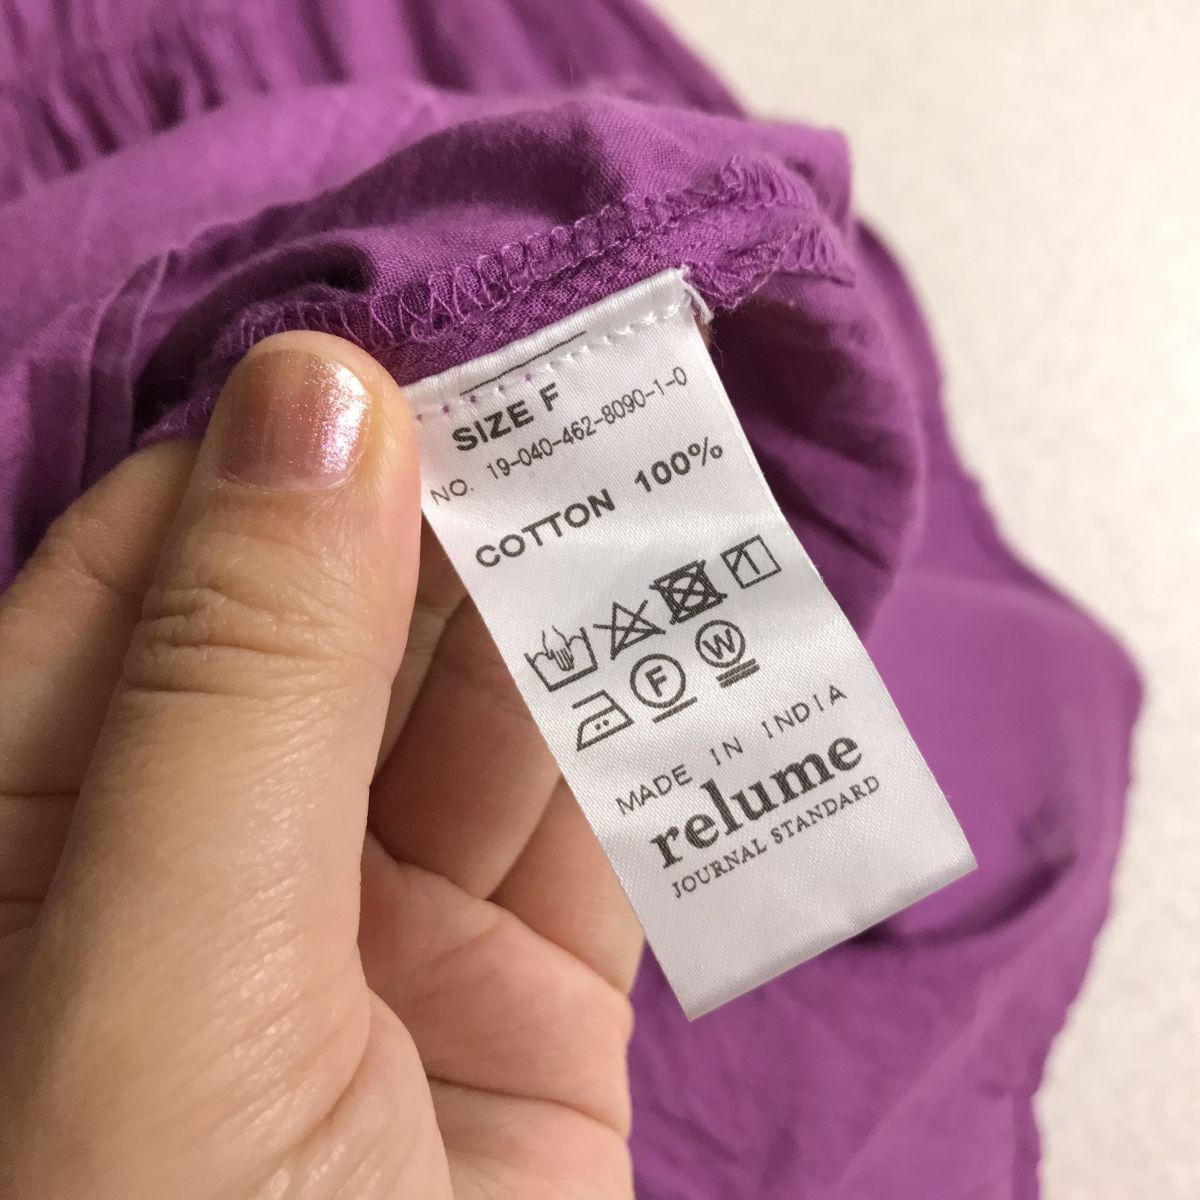 SIZE F
NO. 19-040-462-8090-1-0
COTTON 100%
F
W
MADE IN INDIA
relume
JOURNAL STANDARD